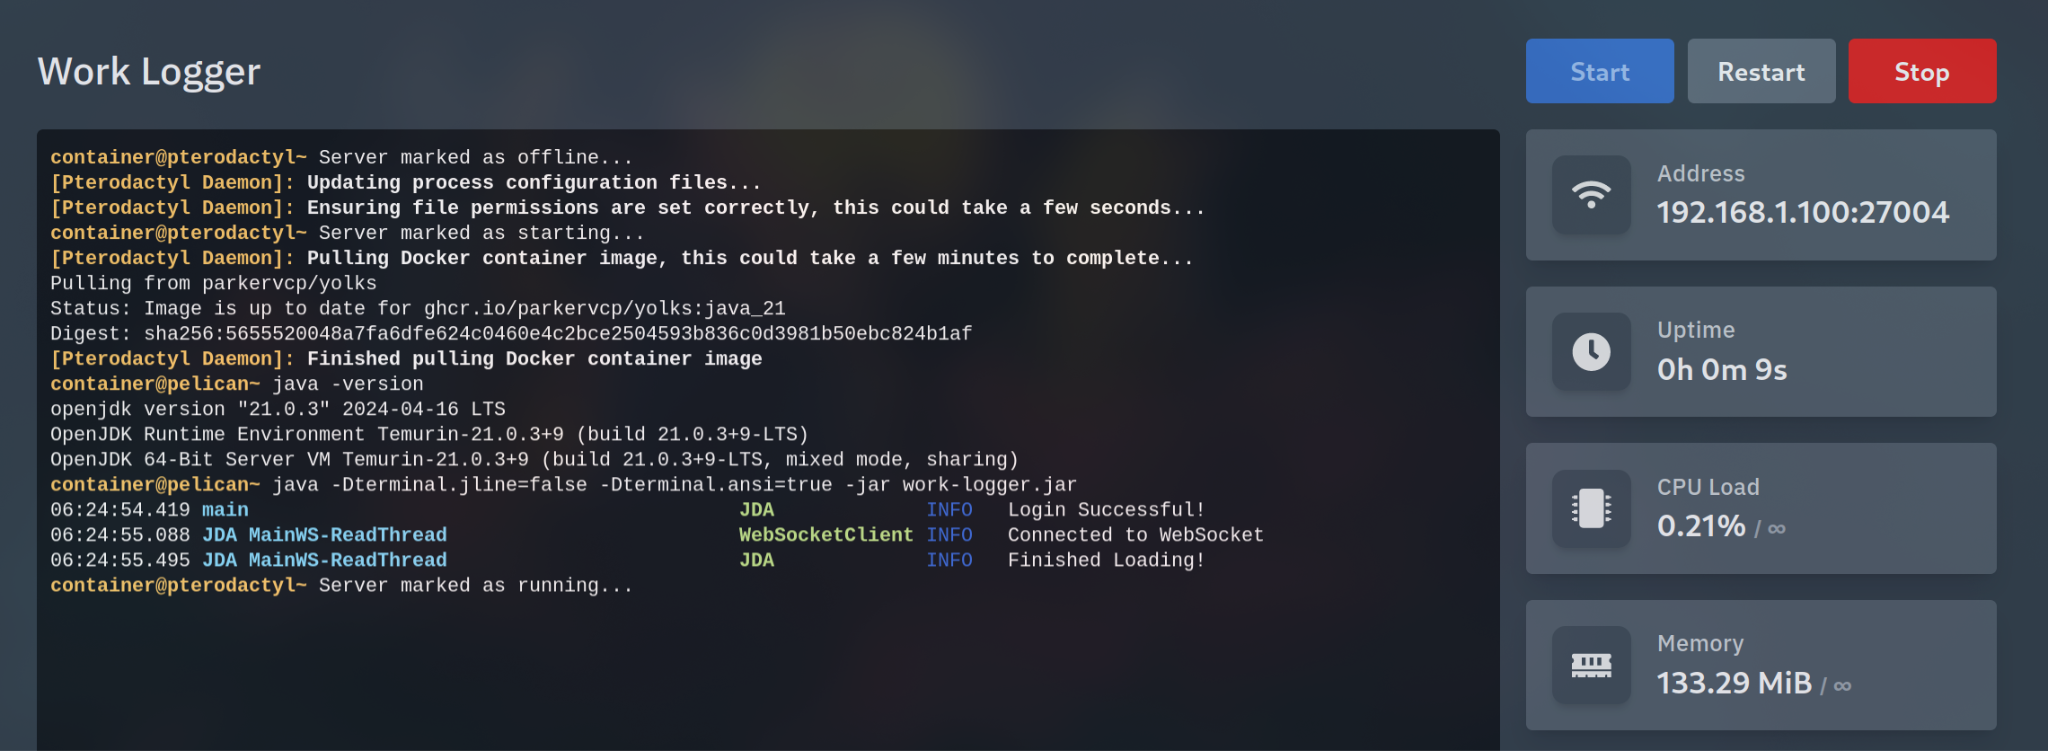 Work Logger
Start
Restart
Stop
container@pterodactyl~ Server marked as offline...
[Pterodactyl Daemon]: Updating process configuration files...
[Pterodactyl Daemon]: Ensuring file permissions are set correctly, this could take a few seconds...
container@pterodactyl~ Server marked as starting...
[Pterodactyl Daemon]: Pulling Docker container image, this could take a few minutes to complete...
Pulling from parkervcp/yolks
Status: Image is up to date for ghcr.io/parkervcp/yolks:java_21
Digest: sha256:5655520048a7fa6dfe624c0460e4c2bce2504593b836c0d3981b50ebc824b1af
[Pterodactyl Daemon]: Finished pulling Docker container image
container@pelican~ java -version
openjdk version "21.0.3" 2024-04-16 LTS
OpenJDK Runtime Environment Temurin-21.0.3+9 (build 21.0.3+9-LTS)
OpenJDK 64-Bit Server VM Temurin-21.0.3+9 (build 21.0.3+9-LTS, mixed mode, sharing)
container@pelican~ java -Dterminal.jline=false -Dterminal.ansi=true -jar work-logger.jar
06:24:54.419 main JDA INFO Login Successful!
06:24:55.088 JDA MainWS-ReadThread WebSocketClient INFO Connected to WebSocket
06:24:55.495 JDA MainWS-ReadThread JDA INFO Finished Loading!
container@pterodactyl~ Server marked as running...
Address
192.168.1.100:27004
Uptime
0h 0m 9s
CPU Load
0.21% / ∞
Memory
133.29 MiB / ∞